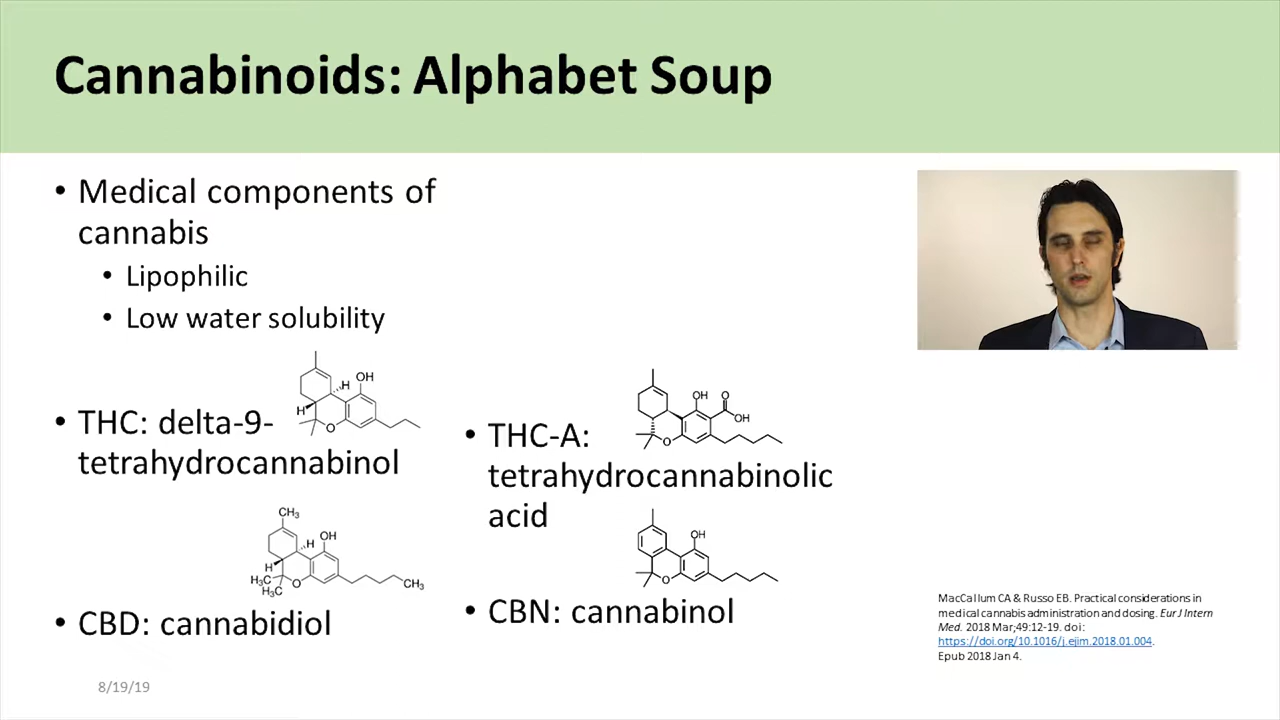 Cannabinoids: Alphabet Soup
• Medical components of
cannabis
• Lipophilic
• Low water solubility
OH
H
H
O
• THC: delta-9-
tetrahydrocannabinol
CH3
OH
H
H
H3C
H3C
O
CH3
• CBD: cannabidiol
OH
O
OH
O
• THC-A:
tetrahydrocannabinolic
acid
OH
O
• CBN: cannabinol
MacCallum CA & Russo EB. Practical considerations in
medical cannabis administration and dosing. Eur J Intern
Med. 2018 Mar;49:12-19. doi:
https://doi.org/10.1016/j.ejim.2018.01.004.
Epub 2018 Jan 4.
8/19/19